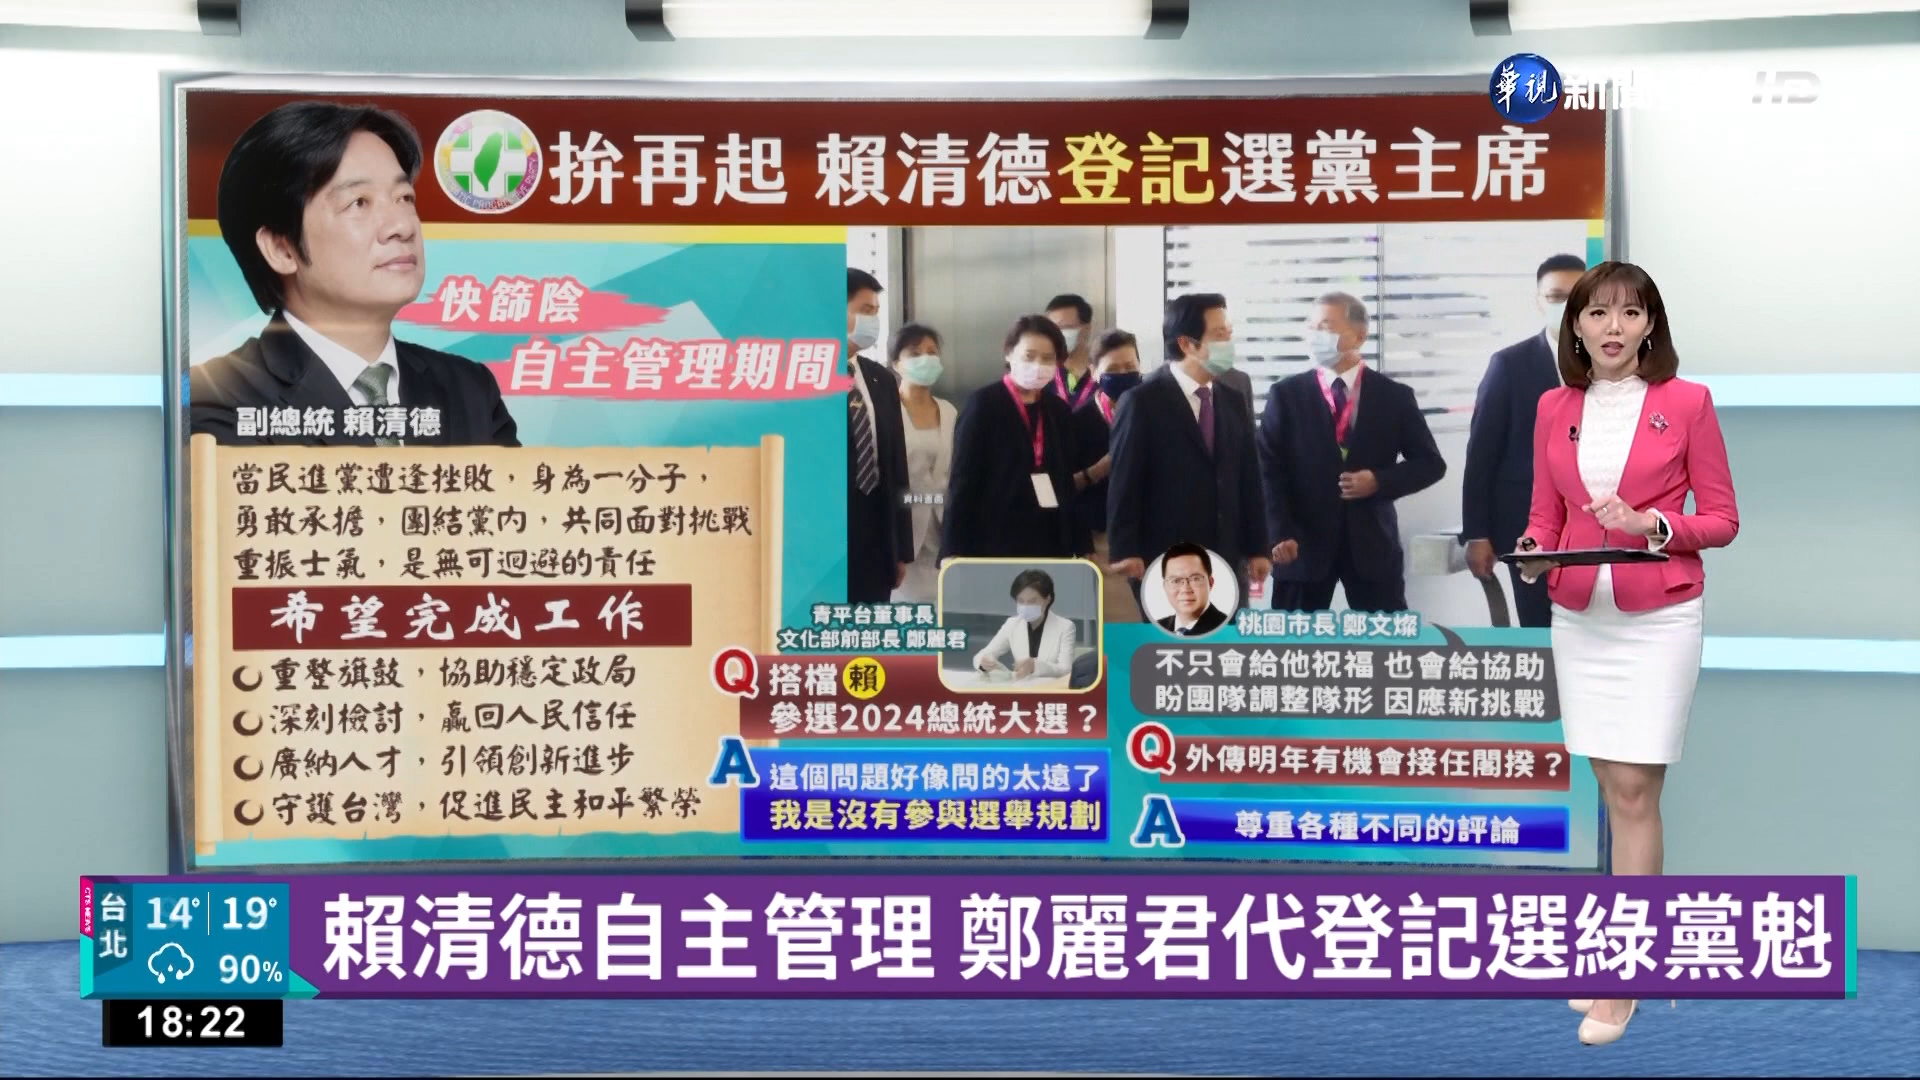 華視 新聞 HD
拚再起 賴清德登記選黨主席
快篩陰
自主管理期間
副總統 賴清德
當民進黨遭逢挫敗，身為一分子，
勇敢承擔，團結黨內，共同面對挑戰
重振士氣，是無可迴避的責任
希望完成工作
重整旗鼓，協助穩定政局
深刻檢討，贏回人民信任
廣納人才，引領創新進步
守護台灣，促進民主和平繁榮
資料畫面
青平台董事長
文化部前部長 鄭麗君
Q 搭檔 賴
參選2024總統大選？
A 這個問題好像問的太遠了
我是沒有參與選舉規劃
桃園市長 鄭文燦
不只會給他祝福 也會給協助
盼團隊調整隊形 因應新挑戰
Q 外傳明年有機會接任閣揆？
A 尊重各種不同的評論
CTS NEWS
台北
14° 19°
90%
賴清德自主管理 鄭麗君代登記選綠黨魁
18:22